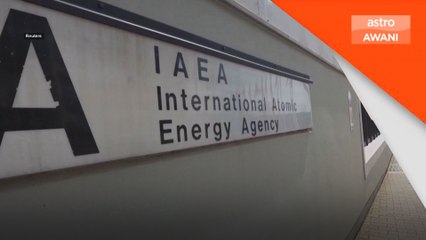 Reuters
astro
AWANI
A
IAEA
International Atomic
Energy Agency